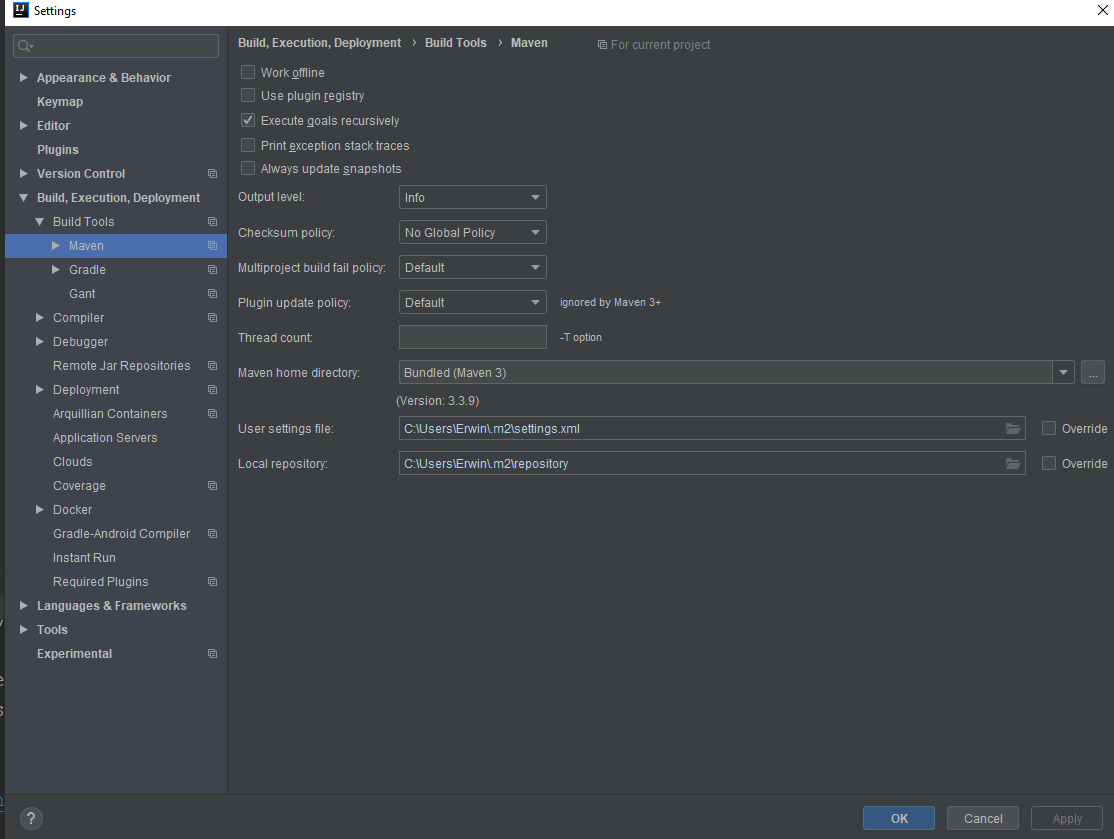 IJ Settings
Build, Execution, Deployment › Build Tools › Maven For current project
Appearance & Behavior
Keymap
Editor
Plugins
Version Control
Build, Execution, Deployment
Build Tools
Maven
Gradle
Gant
Compiler
Debugger
Remote Jar Repositories
Deployment
Arquillian Containers
Application Servers
Clouds
Coverage
Docker
Gradle-Android Compiler
Instant Run
Required Plugins
Languages & Frameworks
Tools
Experimental
Work offline
Use plugin registry
Execute goals recursively
Print exception stack traces
Always update snapshots
Output level: Info
Checksum policy: No Global Policy
Multiproject build fail policy: Default
Plugin update policy: Default ignored by Maven 3+
Thread count: -T option
Maven home directory: Bundled (Maven 3) ...
(Version: 3.3.9)
User settings file: C:\Users\Erwin\.m2\settings.xml Override
Local repository: C:\Users\Erwin\.m2\repository Override
? OK Cancel Apply